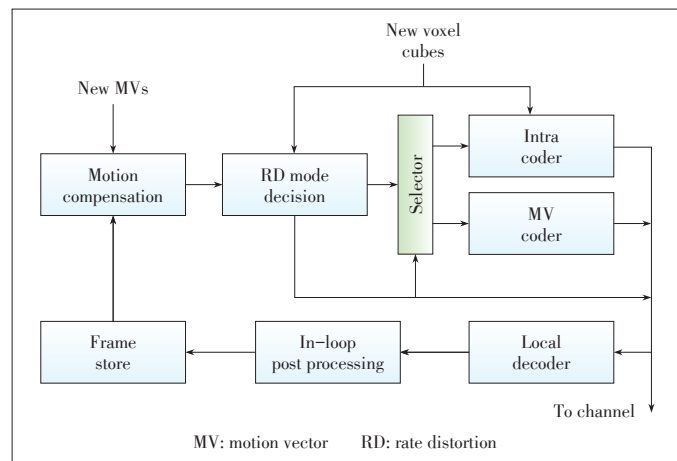 New voxel
cubes
New MVs
Motion
compensation
RD mode
decision
Selector
Intra
coder
MV
coder
Frame
store
In-loop
post processing
Local
decoder
To channel
MV: motion vector RD: rate distortion